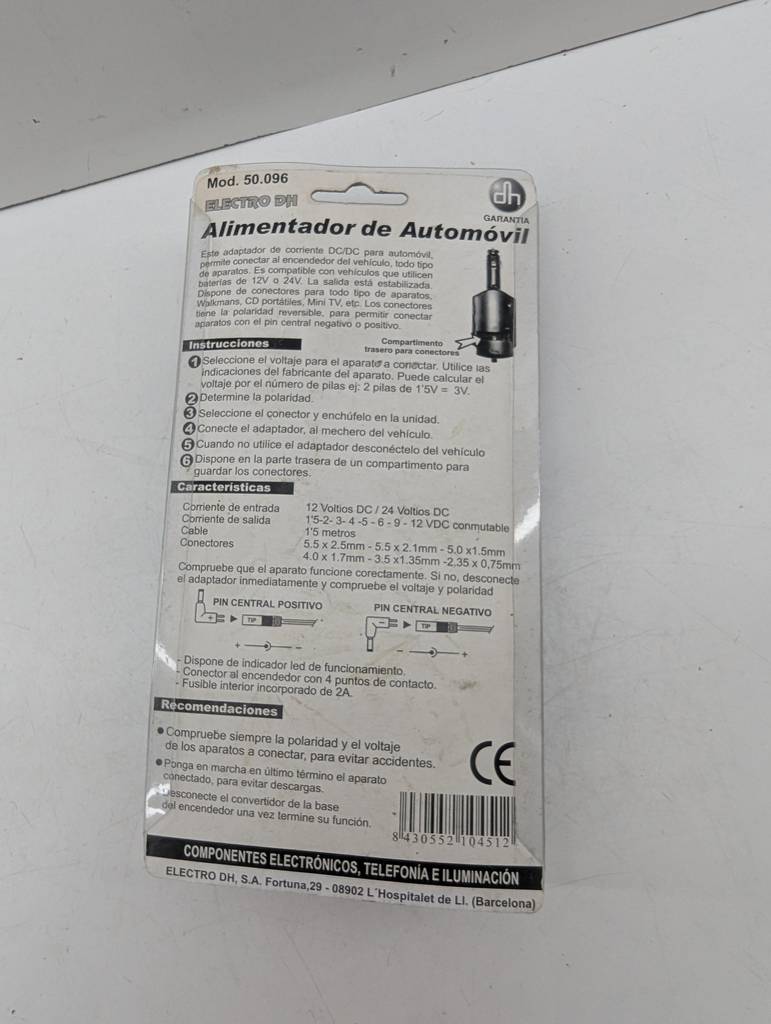 Mod. 50.096
ELECTRO DH
dh
GARANTIA
Alimentador de Automóvil
Este adaptador de corriente DC/DC para automóvil,
permite conectar al encendedor del vehículo, todo tipo
de aparatos. Es compatible con vehículos que utilicen
baterías de 12V o 24V. La salida está estabilizada.
Dispone de conectores para todo tipo de aparatos,
Walkmans, CD portátiles, Mini TV, etc. Los conectores
tiene la polaridad reversible, para permitir conectar
aparatos con el pin central negativo o positivo.
Compartimento
trasero para conectores
Instrucciones
1 Seleccione el voltaje para el aparato a conectar. Utilice las
indicaciones del fabricante del aparato. Puede calcular el
voltaje por el número de pilas ej: 2 pilas de 1'5V = 3V.
2 Determine la polaridad.
3 Seleccione el conector y enchúfelo en la unidad.
4 Conecte el adaptador, al mechero del vehículo.
5 Cuando no utilice el adaptador desconéctelo del vehículo
6 Dispone en la parte trasera de un compartimento para
guardar los conectores.
Características
Corriente de entrada 12 Voltios DC / 24 Voltios DC
Corriente de salida 1'5-2- 3- 4 -5 - 6 - 9 - 12 VDC conmutable
Cable 1'5 metros
Conectores 5.5 x 2.5mm - 5.5 x 2.1mm - 5.0 x1.5mm
4.0 x 1.7mm - 3.5 x1.35mm -2.35 x 0,75mm
Compruebe que el aparato funcione corectamente. Si no, desconecte
el adaptador inmediatamente y compruebe el voltaje y polaridad
PIN CENTRAL POSITIVO PIN CENTRAL NEGATIVO
+ TIP - TIP
+ - - +
- Dispone de indicador led de funcionamiento.
- Conector al encendedor con 4 puntos de contacto.
- Fusible interior incorporado de 2A.
Recomendaciones
• Compruebe siempre la polaridad y el voltaje
de los aparatos a conectar, para evitar accidentes.
• Ponga en marcha en último término el aparato
conectado, para evitar descargas.
Desconecte el convertidor de la base
del encendedor una vez termine su función.
CE
8 430552 104512
COMPONENTES ELECTRÓNICOS, TELEFONÍA E ILUMINACIÓN
ELECTRO DH, S.A. Fortuna,29 - 08902 L´Hospitalet de Ll. (Barcelona)